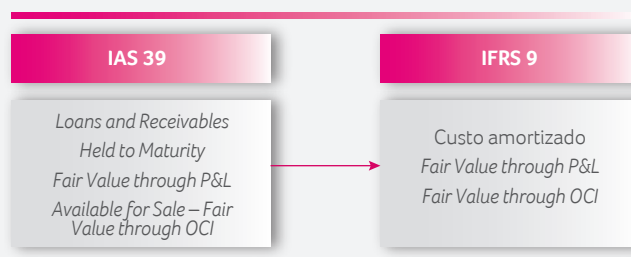 IAS 39
Loans and Receivables
Held to Maturity
Fair Value through P&L
Available for Sale – Fair
Value through OCI
IFRS 9
Custo amortizado
Fair Value through P&L
Fair Value through OCI